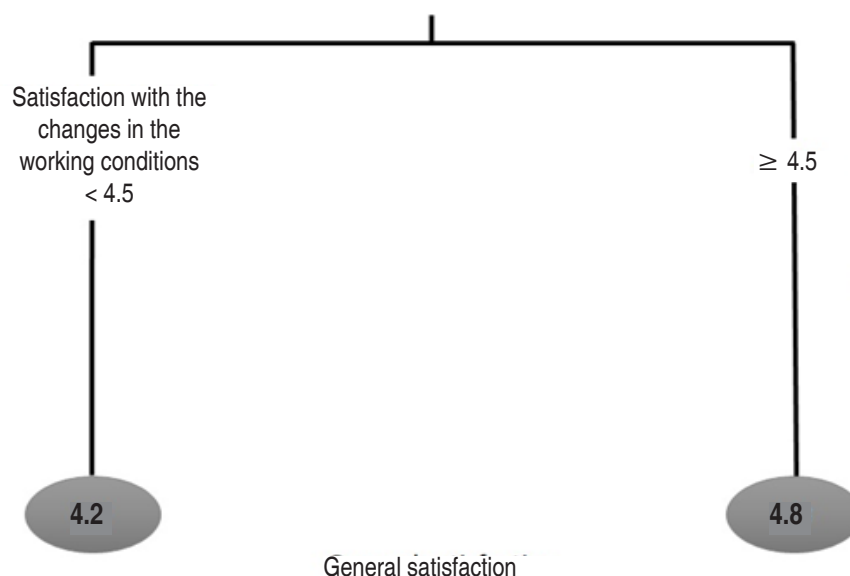 Satisfaction with the
changes in the
working conditions
< 4.5
≥ 4.5
4.2
4.8
General satisfaction